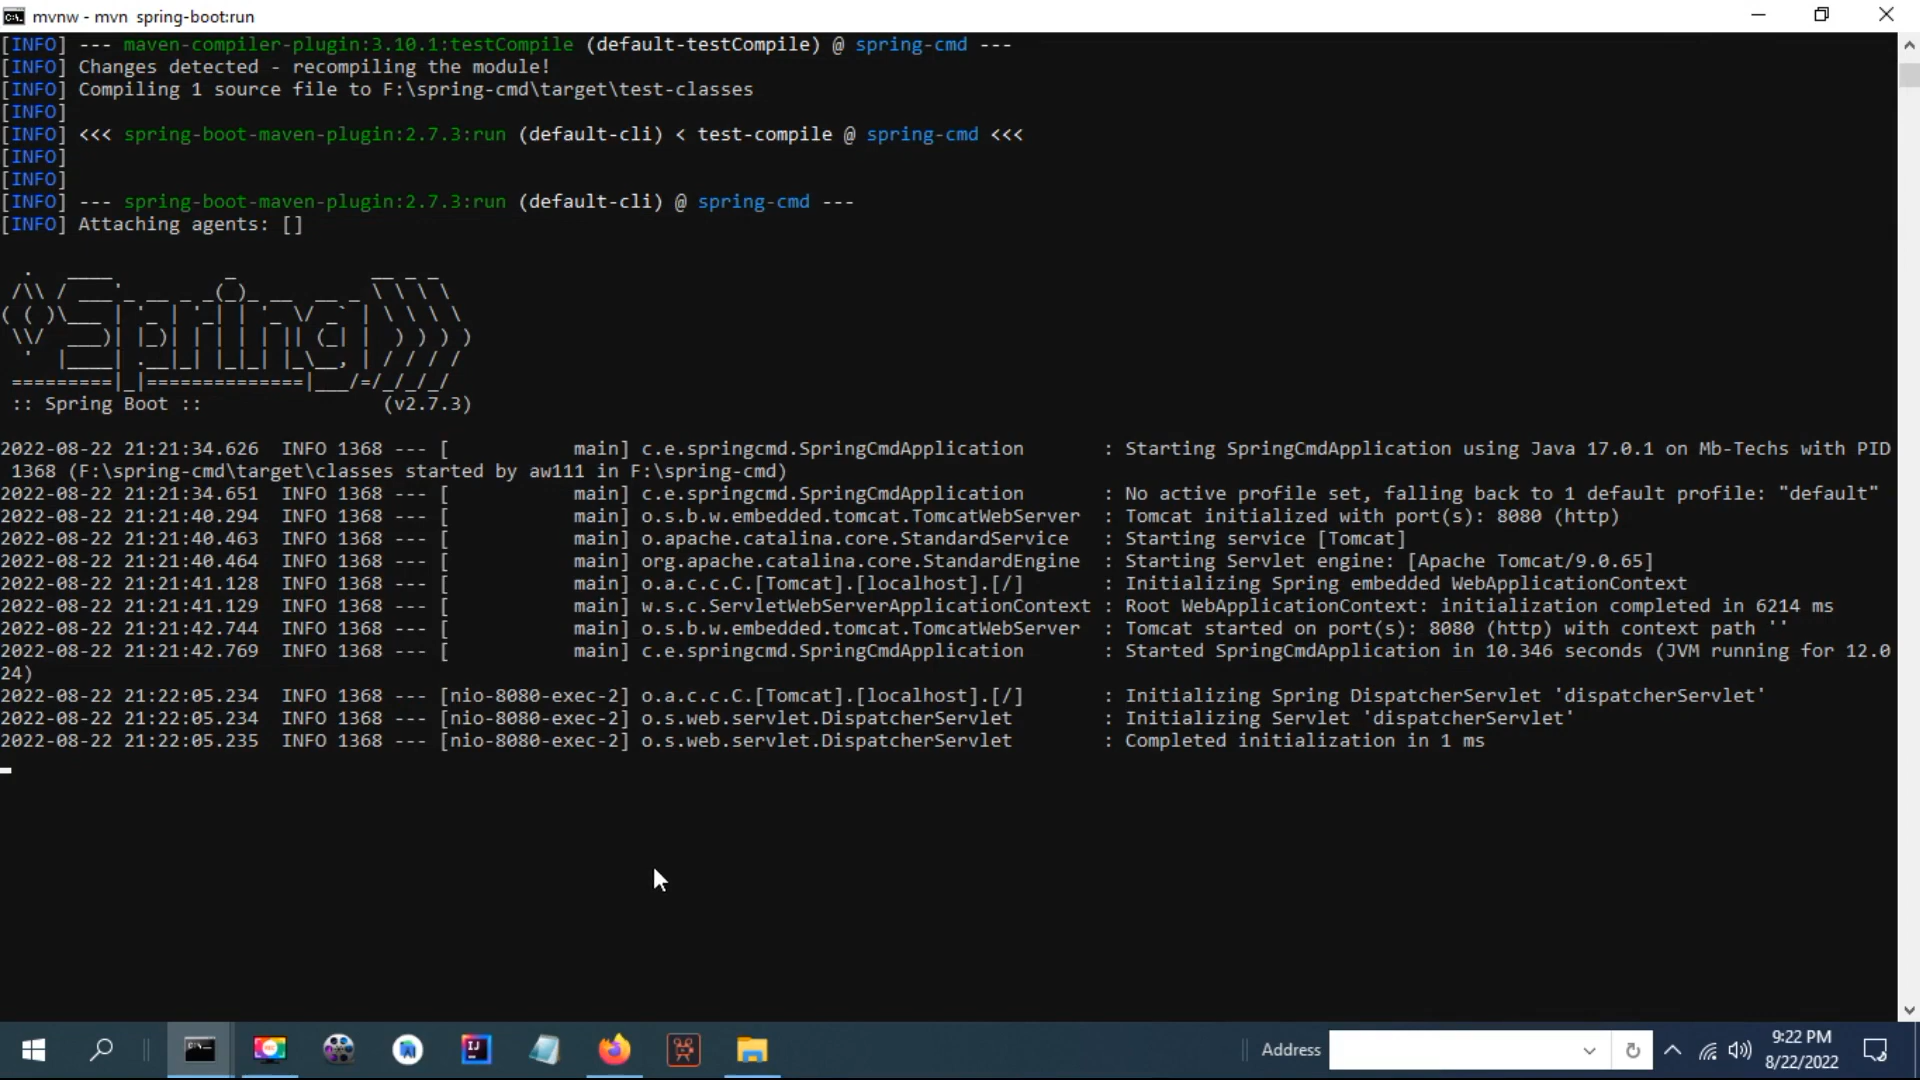 mvnw - mvn  spring-boot:run
[INFO] --- maven-compiler-plugin:3.10.1:testCompile (default-testCompile) @ spring-cmd ---
[INFO] Changes detected - recompiling the module!
[INFO] Compiling 1 source file to F:\spring-cmd\target\test-classes
[INFO]
[INFO] <<< spring-boot-maven-plugin:2.7.3:run (default-cli) < test-compile @ spring-cmd <<<
[INFO]
[INFO]
[INFO] --- spring-boot-maven-plugin:2.7.3:run (default-cli) @ spring-cmd ---
[INFO] Attaching agents: []
Spring
:: Spring Boot ::                (v2.7.3)
2022-08-22 21:21:34.626  INFO 1368 --- [           main] c.e.springcmd.SpringCmdApplication       : Starting SpringCmdApplication using Java 17.0.1 on Mb-Techs with PID
1368 (F:\spring-cmd\target\classes started by aw111 in F:\spring-cmd)
2022-08-22 21:21:34.651  INFO 1368 --- [           main] c.e.springcmd.SpringCmdApplication       : No active profile set, falling back to 1 default profile: "default"
2022-08-22 21:21:40.294  INFO 1368 --- [           main] o.s.b.w.embedded.tomcat.TomcatWebServer  : Tomcat initialized with port(s): 8080 (http)
2022-08-22 21:21:40.463  INFO 1368 --- [           main] o.apache.catalina.core.StandardService   : Starting service [Tomcat]
2022-08-22 21:21:40.464  INFO 1368 --- [           main] org.apache.catalina.core.StandardEngine  : Starting Servlet engine: [Apache Tomcat/9.0.65]
2022-08-22 21:21:41.128  INFO 1368 --- [           main] o.a.c.c.C.[Tomcat].[localhost].[/]       : Initializing Spring embedded WebApplicationContext
2022-08-22 21:21:41.129  INFO 1368 --- [           main] w.s.c.ServletWebServerApplicationContext : Root WebApplicationContext: initialization completed in 6214 ms
2022-08-22 21:21:42.744  INFO 1368 --- [           main] o.s.b.w.embedded.tomcat.TomcatWebServer  : Tomcat started on port(s): 8080 (http) with context path ''
2022-08-22 21:21:42.769  INFO 1368 --- [           main] c.e.springcmd.SpringCmdApplication       : Started SpringCmdApplication in 10.346 seconds (JVM running for 12.0
24)
2022-08-22 21:22:05.234  INFO 1368 --- [nio-8080-exec-2] o.a.c.c.C.[Tomcat].[localhost].[/]       : Initializing Spring DispatcherServlet 'dispatcherServlet'
2022-08-22 21:22:05.234  INFO 1368 --- [nio-8080-exec-2] o.s.web.servlet.DispatcherServlet        : Initializing Servlet 'dispatcherServlet'
2022-08-22 21:22:05.235  INFO 1368 --- [nio-8080-exec-2] o.s.web.servlet.DispatcherServlet        : Completed initialization in 1 ms
Address
9:22 PM
8/22/2022